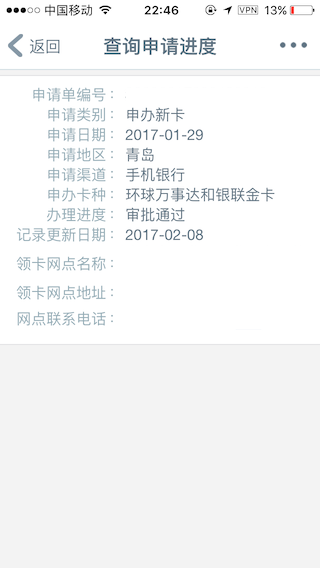 中国移动 22:46 VPN 13%
返回 查询申请进度
申请单编号：
申请类别： 申办新卡
申请日期： 2017-01-29
申请地区： 青岛
申请渠道： 手机银行
申办卡种： 环球万事达和银联金卡
办理进度： 审批通过
记录更新日期： 2017-02-08
领卡网点名称：
领卡网点地址：
网点联系电话：